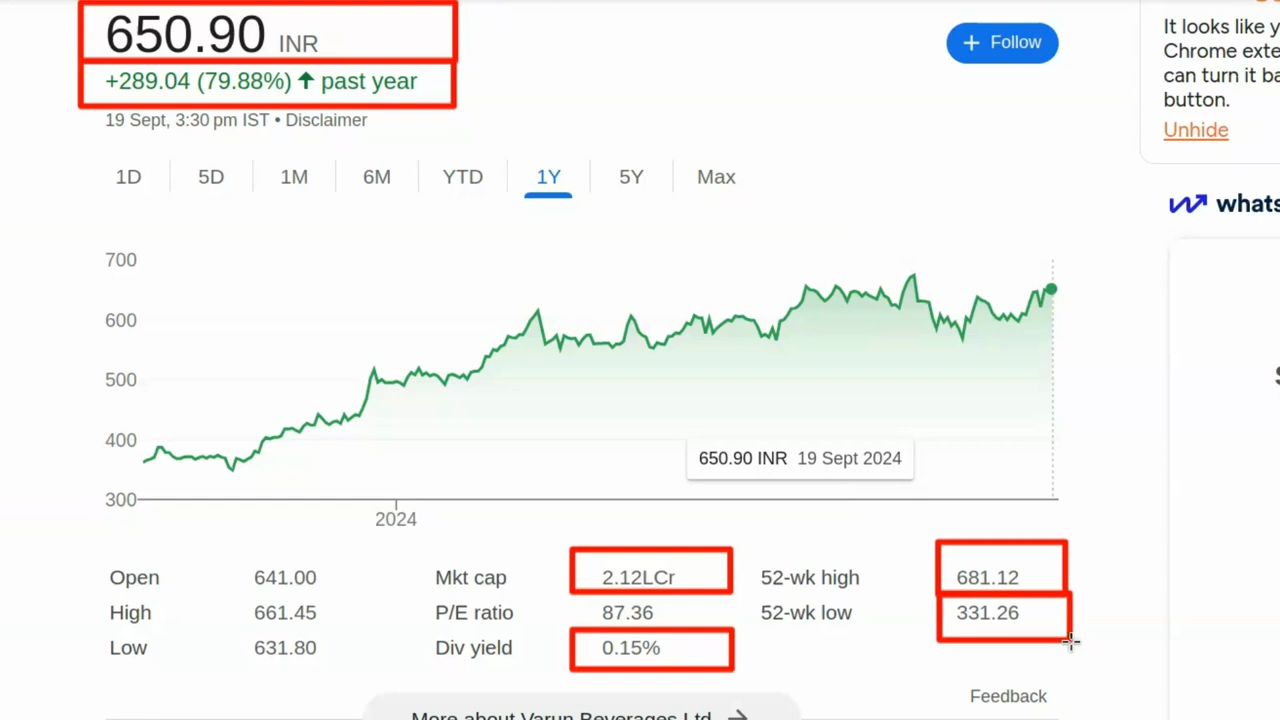 650.90 INR
+ Follow
+289.04 (79.88%) ↑ past year
19 Sept, 3:30 pm IST • Disclaimer
1D 5D 1M 6M YTD 1Y 5Y Max
700
600
500
400
300
650.90 INR 19 Sept 2024
2024
Open 641.00 Mkt cap 2.12LCr 52-wk high 681.12
High 661.45 P/E ratio 87.36 52-wk low 331.26
Low 631.80 Div yield 0.15%
Feedback
More about Varun Beverages Ltd →
It looks like
Chrome
can turn it
button.
Unhide